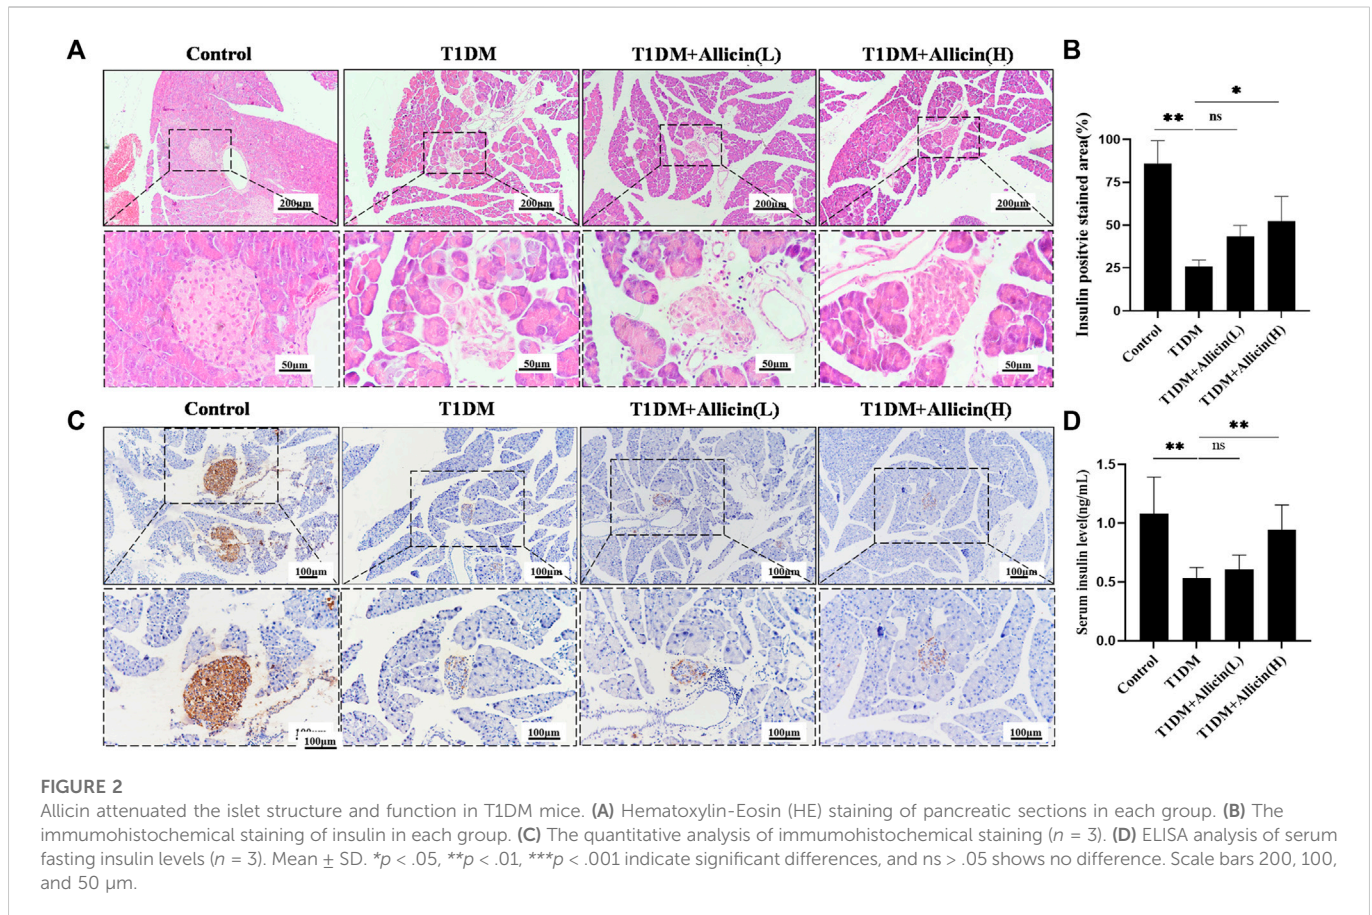 A
Control
T1DM
T1DM+Allicin(L)
T1DM+Allicin(H)
200μm
200μm
200μm
200μm
50μm
50μm
50μm
50μm
B
Insulin positvie stained area(%)
100
75
50
25
0
**
ns
*
Control
T1DM
T1DM+Allicin(L)
T1DM+Allicin(H)
C
Control
T1DM
T1DM+Allicin(L)
T1DM+Allicin(H)
100μm
100μm
100μm
100μm
100μm
100μm
100μm
100μm
100μm
D
Serum insulin level(ng/mL)
1.5
1.0
0.5
0.0
**
ns
**
Control
T1DM
T1DM+Allicin(L)
T1DM+Allicin(H)
FIGURE 2
Allicin attenuated the islet structure and function in T1DM mice. (A) Hematoxylin-Eosin (HE) staining of pancreatic sections in each group. (B) The
immumohistochemical staining of insulin in each group. (C) The quantitative analysis of immumohistochemical staining (n = 3). (D) ELISA analysis of serum
fasting insulin levels (n = 3). Mean ± SD. *p < .05, **p < .01, ***p < .001 indicate significant differences, and ns > .05 shows no difference. Scale bars 200, 100,
and 50 μm.